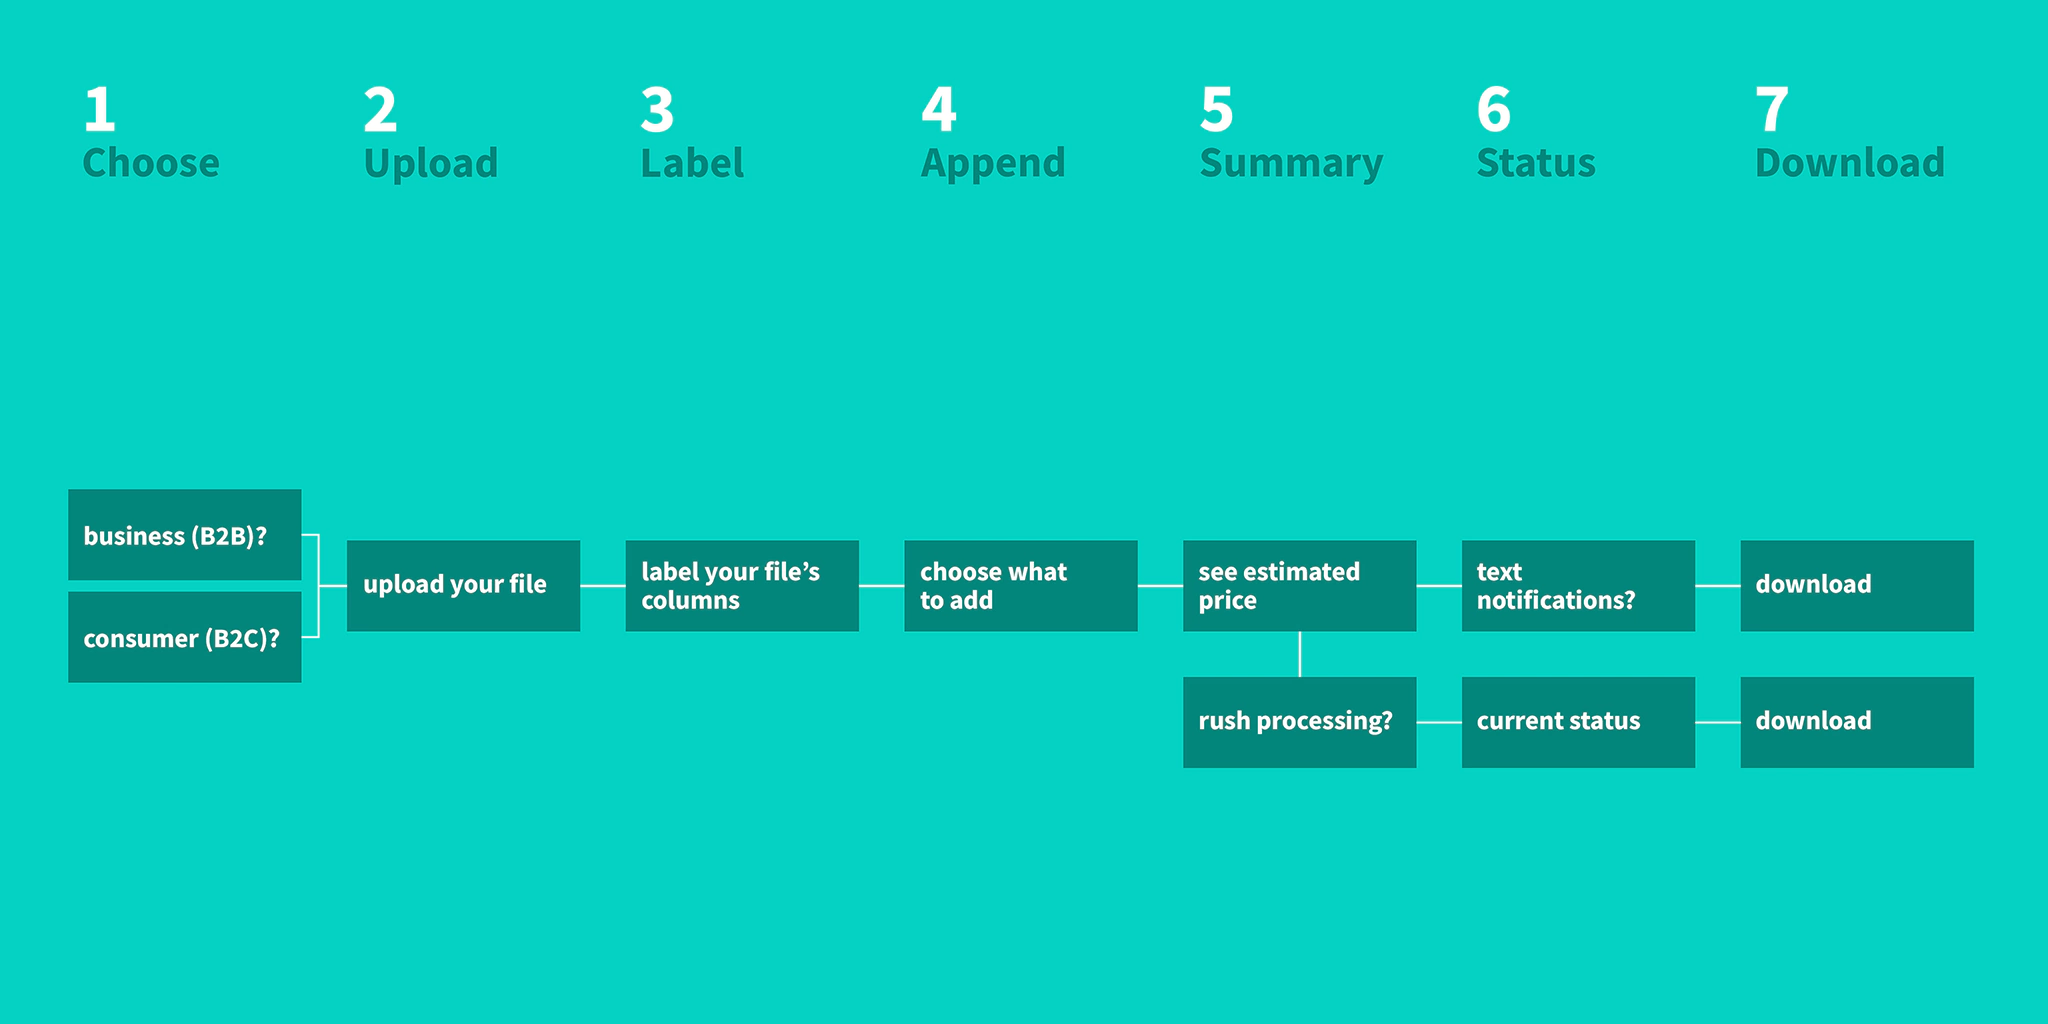 1
Choose
2
Upload
3
Label
4
Append
5
Summary
6
Status
7
Download
business (B2B)?
consumer (B2C)?
upload your file
label your file’s
columns
choose what
to add
see estimated
price
text
notifications?
download
rush processing?
current status
download